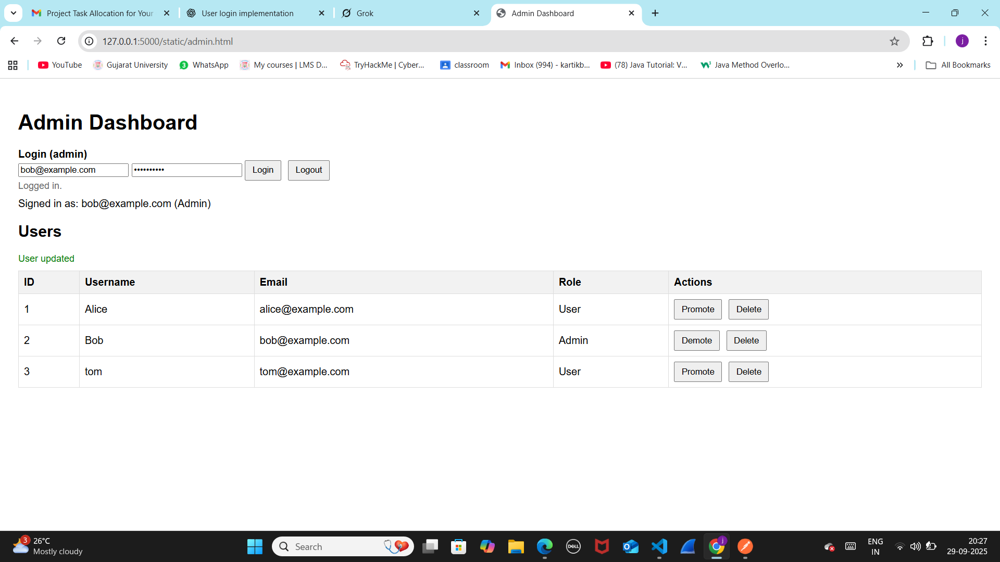 Project Task Allocation for Your
User login implementation
Grok
Admin Dashboard
127.0.0.1:5000/static/admin.html
j
YouTube
Gujarat University
3
WhatsApp
My courses | LMS D...
TryHackMe | Cyber...
classroom
Inbox (994) - kartikb...
(78) Java Tutorial: V...
Java Method Overlo...
All Bookmarks
Admin Dashboard
Login (admin)
bob@example.com •••••••••• Login Logout
Logged in.
Signed in as: bob@example.com (Admin)
Users
User updated
ID Username Email Role Actions
1 Alice alice@example.com User Promote Delete
2 Bob bob@example.com Admin Demote Delete
3 tom tom@example.com User Promote Delete
3
26°C
Mostly cloudy
Search
DELL
j
ENG
IN
20:27
29-09-2025